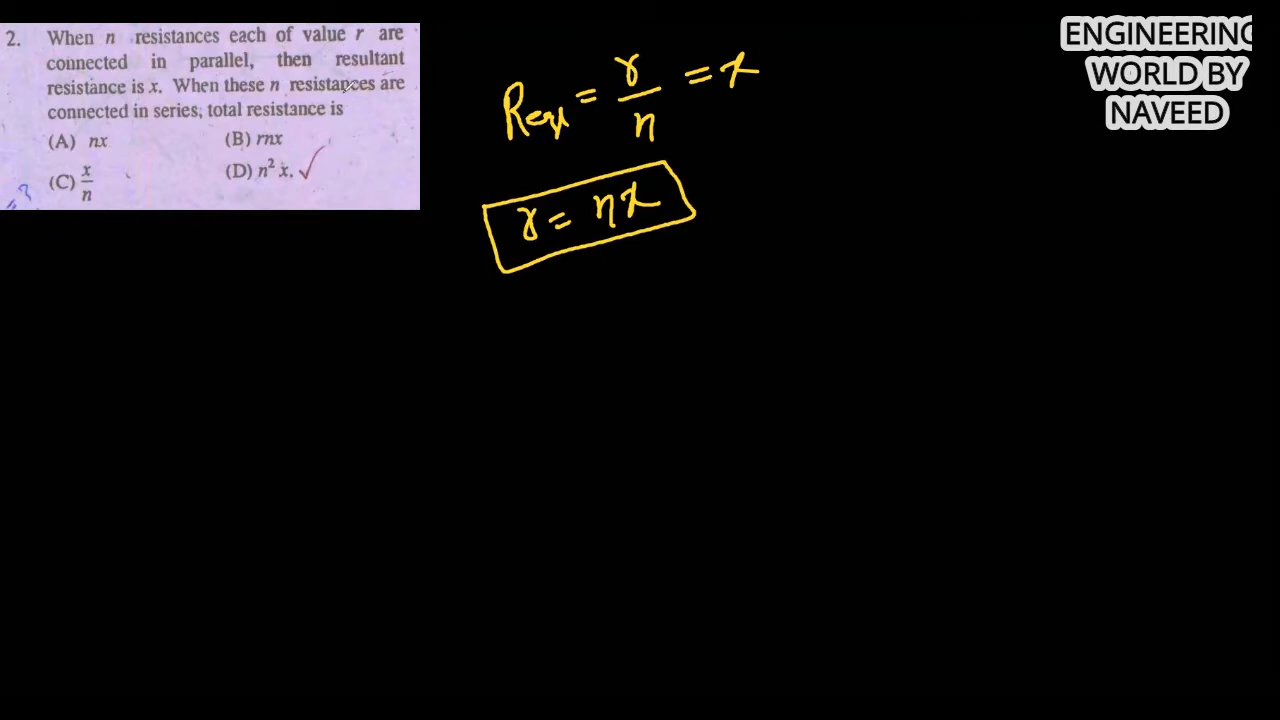 2. When n resistances each of value r are
connected in parallel, then resultant
resistance is x. When these n resistances are
connected in series, total resistance is
(A) nx (B) rnx
(C) x/n (D) n² x. ✓
Req = r/n = x
r = nx
ENGINEERING
WORLD BY
NAVEED